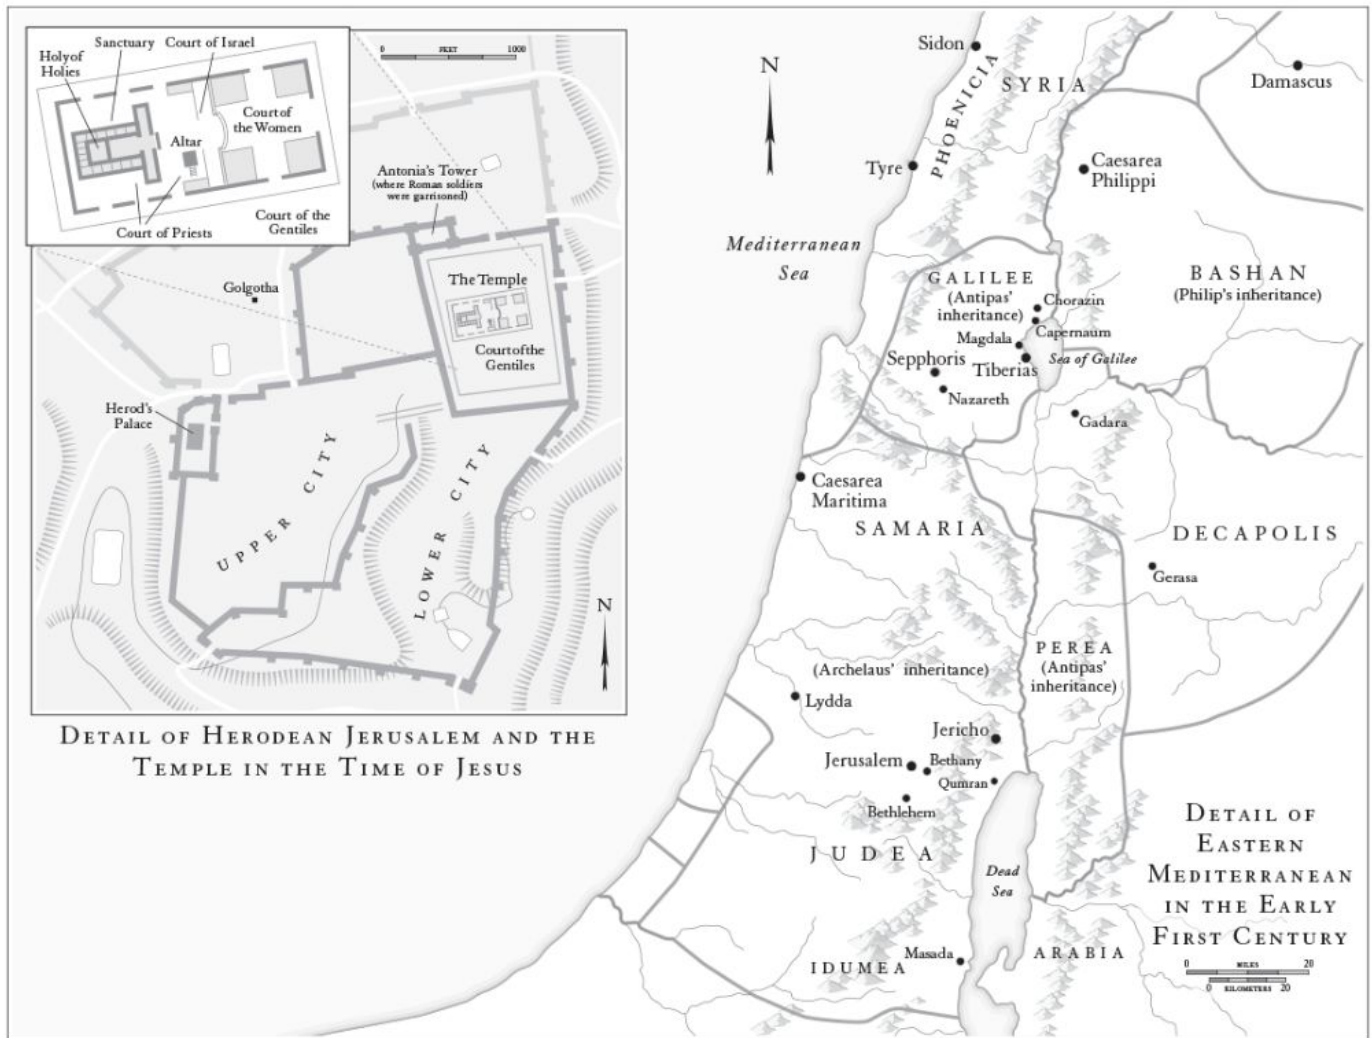 Sanctuary
Court of Israel
Holy of
Holies
Court of
the Women
Altar
Court of the
Gentiles
Court of Priests
0 FEET 1000
Antonia's Tower
(where Roman soldiers
were garrisoned)
Golgotha
The Temple
Court of the
Gentiles
Herod's
Palace
UPPER CITY
LOWER CITY
N
DETAIL OF HERODEAN JERUSALEM AND THE
TEMPLE IN THE TIME OF JESUS
N
Sidon
PHOENICIA
SYRIA
Damascus
Tyre
Caesarea
Philippi
Mediterranean
Sea
GALILEE
(Antipas'
inheritance)
Chorazin
Capernaum
Magdala
Sepphoris
Tiberias
Sea of Galilee
Nazareth
BASHAN
(Philip's inheritance)
Gadara
Caesarea
Maritima
SAMARIA
DECAPOLIS
Gerasa
PEREA
(Antipas'
inheritance)
(Archelaus' inheritance)
Lydda
Jericho
Jerusalem
Bethany
Qumran
Bethlehem
JUDEA
Dead
Sea
Masada
IDUMEA
ARABIA
DETAIL OF
EASTERN
MEDITERRANEAN
IN THE EARLY
FIRST CENTURY
0 MILES 20
0 KILOMETERS 20